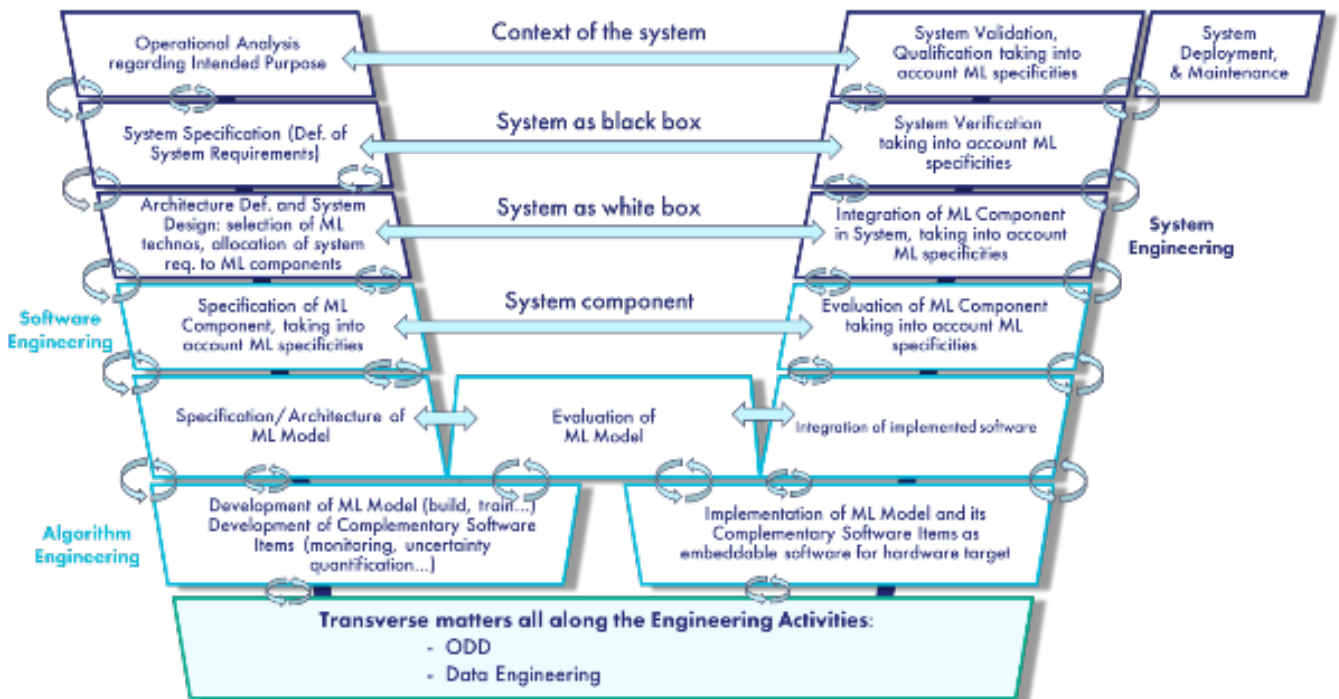 Operational Analysis
regarding Intended Purpose
Context of the system
System Validation,
Qualification taking into
account ML specificities
System
Deployment,
& Maintenance
System Specification (Def. of
System Requirements)
System as black box
System Verification
taking into account ML
specificities
Architecture Def. and System
Design: selection of ML
technos, allocation of system
req. to ML components
System as white box
Integration of ML Component
in System, taking into account
ML specificities
System
Engineering
Software
Engineering
Specification of ML
Component, taking into
account ML specificities
System component
Evaluation of ML Component
taking into account ML
specificities
Specification/Architecture of
ML Model
Evaluation of
ML Model
Integration of implemented software
Algorithm
Engineering
Development of ML Model (build, train...)
Development of Complementary Software
Items (monitoring, uncertainty
quantification...)
Implementation of ML Model and its
Complementary Software Items as
embeddable software for hardware target
Transverse matters all along the Engineering Activities:
- ODD
- Data Engineering